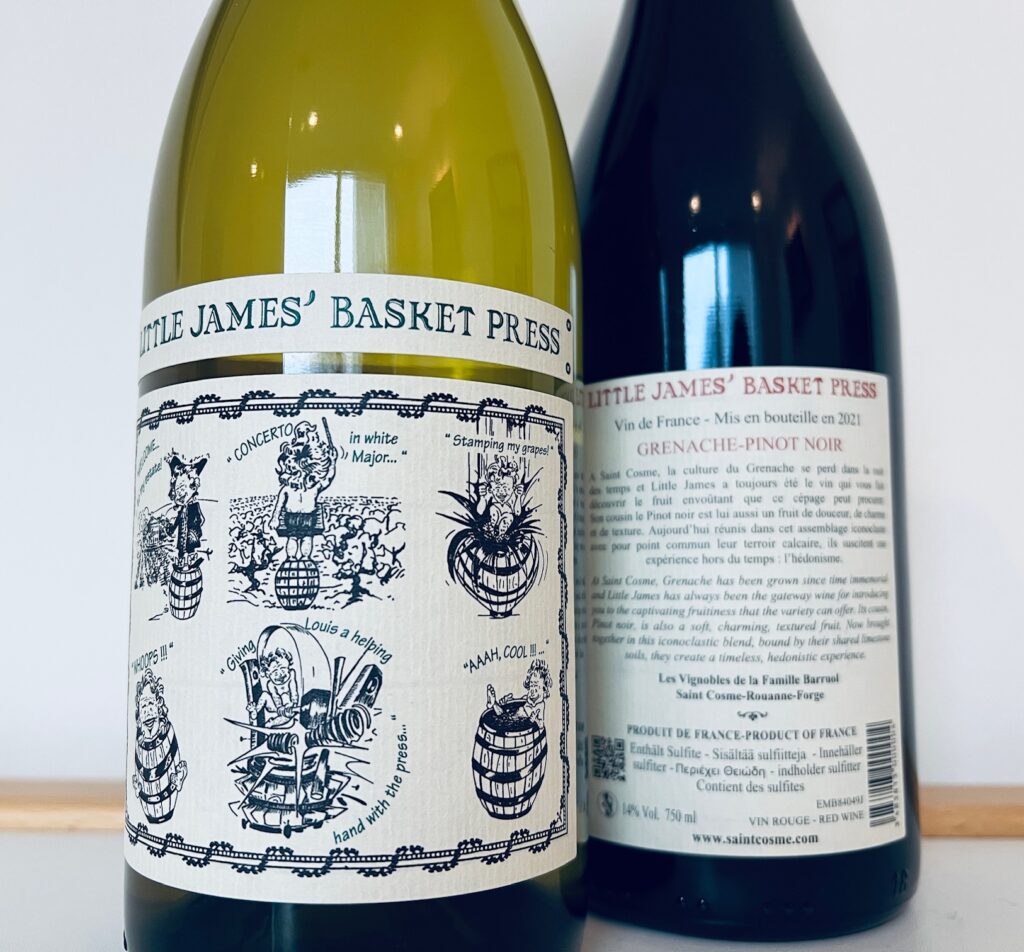 LITTLE JAMES' BASKET PRESS
my estate!"
"CONCERTO
in white
Major... "
"Stamping my grapes!"
"WHOOPS !!!"
"Giving Louis a helping
hand with the press..."
"AAAH, COOL !!!..."
LITTLE JAMES' BASKET PRESS
Vin de France - Mis en bouteille en 2021
GRENACHE-PINOT NOIR
A Saint Cosme, la culture du Grenache se perd dans la nuit
des temps et Little James a toujours été le vin qui vous fait
découvrir le fruit envoûtant que ce cépage peut procurer.
Son cousin le Pinot noir est lui aussi un fruit de douceur, de charme
et de texture. Aujourd'hui réunis dans cet assemblage iconoclaste
avec pour point commun leur terroir calcaire, ils suscitent une
expérience hors du temps : l'hédonisme.
At Saint Cosme, Grenache has been grown since time immemorial
and Little James has always been the gateway wine for introducing
you to the captivating fruitiness that the variety can offer. Its cousin,
Pinot noir, is also a soft, charming, textured fruit. Now brought
together in this iconoclastic blend, bound by their shared limestone
soils, they create a timeless, hedonistic experience.
Les Vignobles de la Famille Barruol
Saint Cosme-Rouanne-Forge
PRODUIT DE FRANCE-PRODUCT OF FRANCE
Enthält Sulfite - Sisältää sulfiitteja - Innehåller
sulfiter - Περιέχει Θειώδη - indholder sulfitter
Contient des sulfites
EMB84049J
14% Vol. 750 ml
VIN ROUGE - RED WINE
www.saintcosme.com